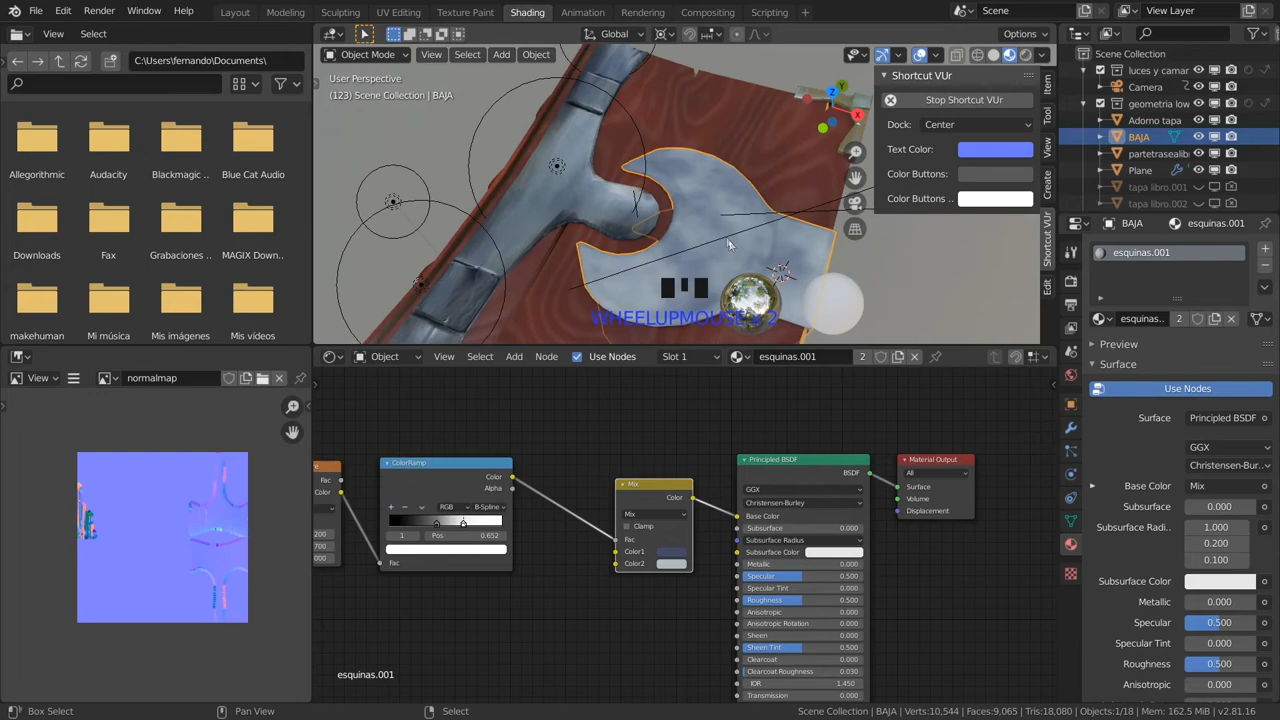 File Edit Render Window Help Layout Modeling Sculpting UV Editing Texture Paint Shading Animation Rendering Compositing Scripting Scene View Layer
View Select
C:\Users\fernando\Documents\
Allegorithmic Audacity Blackmagic .. Blue Cat Audio
Downloads Fax Grabaciones .. MAGIX Down..
makehuman Mis música Mis imágenes Mis vídeos
Global Options
Object Mode View Select Add Object
User Perspective
(123) Scene Collection | BAJA
Shortcut VUr
Stop Shortcut VUr
Dock: Center
Text Color:
Color Buttons:
Color Buttons ..
Item
Tool
View
Create
Shortcut VUr
Edit
WHEELUPMOUSE x 2
Scene Collection
luces y camar
Camera
geometria low
Adorno tapa
BAJA
partetrasealibi
Plane
tapa libro.001
tapa libro_002
BAJA esquinas.001
esquinas.001
esquinas.. 2
Preview
Surface
Use Nodes
Surface Principled BSDF
GGX
Christensen-Bur..
Base Color Mix
Subsurface 0.000
Subsurface Radi.. 1.000
0.200
0.100
Subsurface Color
Metallic 0.000
Specular 0.500
Specular Tint 0.000
Roughness 0.500
Anisotropic 0.000
View normalmap
Object View Select Add Node Use Nodes Slot 1 esquinas.001 2
Fac
Color
200
700
000
ColorRamp
Color
Alpha
RGB B-Spline
1 Pos 0.652
Fac
Mix
Color
Mix
Clamp
Fac
Color1
Color2
Principled BSDF
BSDF
GGX
Christensen-Burley
Base Color
Subsurface 0.000
Subsurface Radius
Subsurface Color
Metallic 0.000
Specular 0.500
Specular Tint 0.000
Roughness 0.500
Anisotropic 0.000
Anisotropic Rotation 0.000
Sheen 0.000
Sheen Tint 0.500
Clearcoat 0.000
Clearcoat Roughness 0.030
IOR 1.450
Transmission 0.000
Material Output
All
Surface
Volume
Displacement
esquinas.001
Box Select Pan View Select Scene Collection | BAJA | Verts:10,544 | Faces:9,065 | Tris:18,080 | Objects:1/18 | Mem: 162.5 MiB | v2.81.16